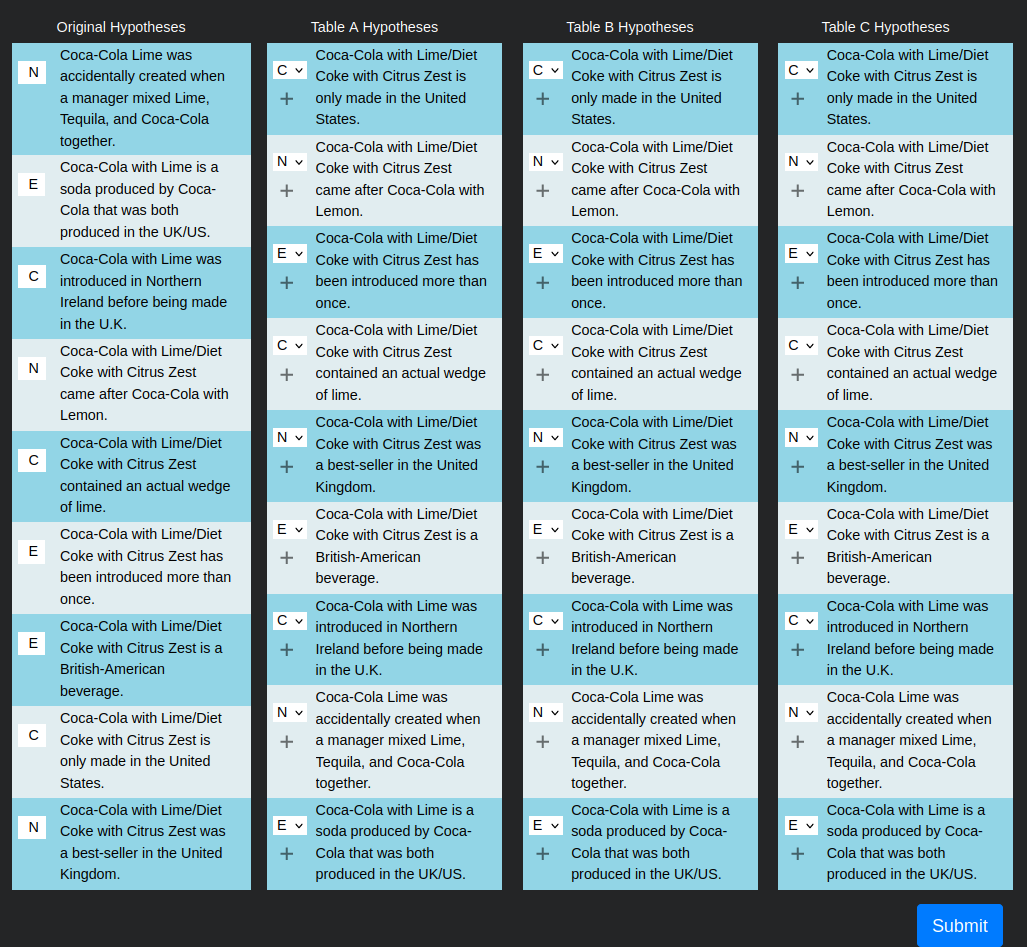 Original Hypotheses
N
Coca-Cola Lime was
accidentally created when
a manager mixed Lime,
Tequila, and Coca-Cola
together.
E
Coca-Cola with Lime is a
soda produced by Coca-
Cola that was both
produced in the UK/US.
C
Coca-Cola with Lime was
introduced in Northern
Ireland before being made
in the U.K.
N
Coca-Cola with Lime/Diet
Coke with Citrus Zest
came after Coca-Cola with
Lemon.
C
Coca-Cola with Lime/Diet
Coke with Citrus Zest
contained an actual wedge
of lime.
E
Coca-Cola with Lime/Diet
Coke with Citrus Zest has
been introduced more than
once.
E
Coca-Cola with Lime/Diet
Coke with Citrus Zest is a
British-American
beverage.
C
Coca-Cola with Lime/Diet
Coke with Citrus Zest is
only made in the United
States.
N
Coca-Cola with Lime/Diet
Coke with Citrus Zest was
a best-seller in the United
Kingdom.
Table A Hypotheses
C
Coca-Cola with Lime/Diet
Coke with Citrus Zest is
only made in the United
States.
N
Coca-Cola with Lime/Diet
Coke with Citrus Zest
came after Coca-Cola with
Lemon.
E
Coca-Cola with Lime/Diet
Coke with Citrus Zest has
been introduced more than
once.
C
Coca-Cola with Lime/Diet
Coke with Citrus Zest
contained an actual wedge
of lime.
N
Coca-Cola with Lime/Diet
Coke with Citrus Zest was
a best-seller in the United
Kingdom.
E
Coca-Cola with Lime/Diet
Coke with Citrus Zest is a
British-American
beverage.
C
Coca-Cola with Lime was
introduced in Northern
Ireland before being made
in the U.K.
N
Coca-Cola Lime was
accidentally created when
a manager mixed Lime,
Tequila, and Coca-Cola
together.
E
Coca-Cola with Lime is a
soda produced by Coca-
Cola that was both
produced in the UK/US.
Table B Hypotheses
C
Coca-Cola with Lime/Diet
Coke with Citrus Zest is
only made in the United
States.
N
Coca-Cola with Lime/Diet
Coke with Citrus Zest
came after Coca-Cola with
Lemon.
E
Coca-Cola with Lime/Diet
Coke with Citrus Zest has
been introduced more than
once.
C
Coca-Cola with Lime/Diet
Coke with Citrus Zest
contained an actual wedge
of lime.
N
Coca-Cola with Lime/Diet
Coke with Citrus Zest was
a best-seller in the United
Kingdom.
E
Coca-Cola with Lime/Diet
Coke with Citrus Zest is a
British-American
beverage.
C
Coca-Cola with Lime was
introduced in Northern
Ireland before being made
in the U.K.
N
Coca-Cola Lime was
accidentally created when
a manager mixed Lime,
Tequila, and Coca-Cola
together.
E
Coca-Cola with Lime is a
soda produced by Coca-
Cola that was both
produced in the UK/US.
Table C Hypotheses
C
Coca-Cola with Lime/Diet
Coke with Citrus Zest is
only made in the United
States.
N
Coca-Cola with Lime/Diet
Coke with Citrus Zest
came after Coca-Cola with
Lemon.
E
Coca-Cola with Lime/Diet
Coke with Citrus Zest has
been introduced more than
once.
C
Coca-Cola with Lime/Diet
Coke with Citrus Zest
contained an actual wedge
of lime.
N
Coca-Cola with Lime/Diet
Coke with Citrus Zest was
a best-seller in the United
Kingdom.
E
Coca-Cola with Lime/Diet
Coke with Citrus Zest is a
British-American
beverage.
C
Coca-Cola with Lime was
introduced in Northern
Ireland before being made
in the U.K.
N
Coca-Cola Lime was
accidentally created when
a manager mixed Lime,
Tequila, and Coca-Cola
together.
E
Coca-Cola with Lime is a
soda produced by Coca-
Cola that was both
produced in the UK/US.
Submit